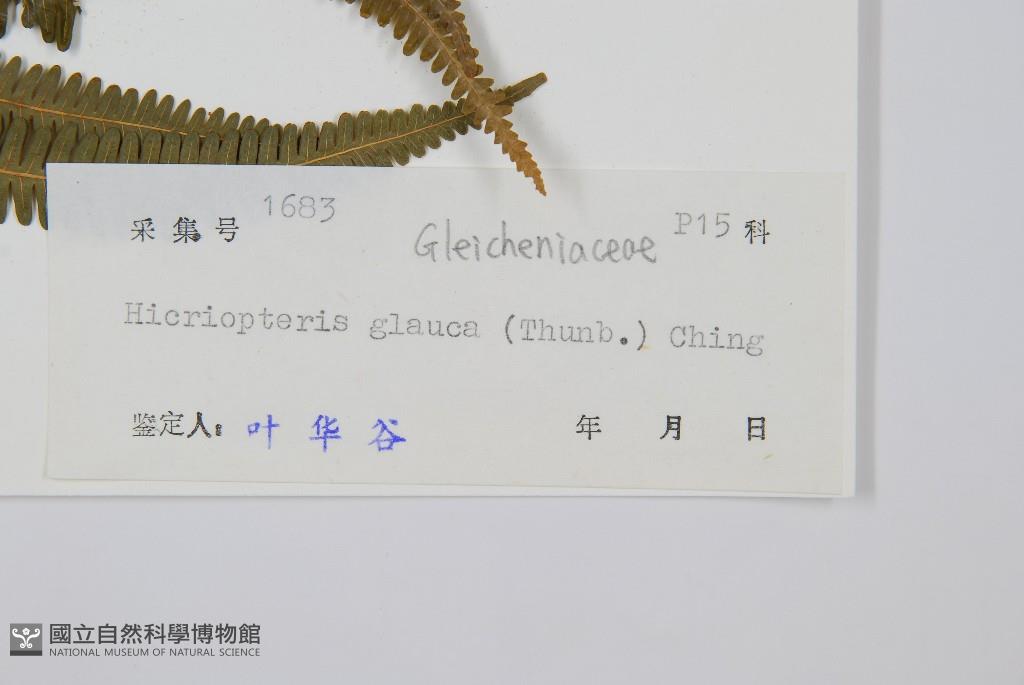 采集号 1683 Gleicheniaceae P15 科
Hicriopteris glauca (Thunb.) Ching
鉴定人: 叶华谷 年 月 日
國立自然科學博物館
NATIONAL MUSEUM OF NATURAL SCIENCE